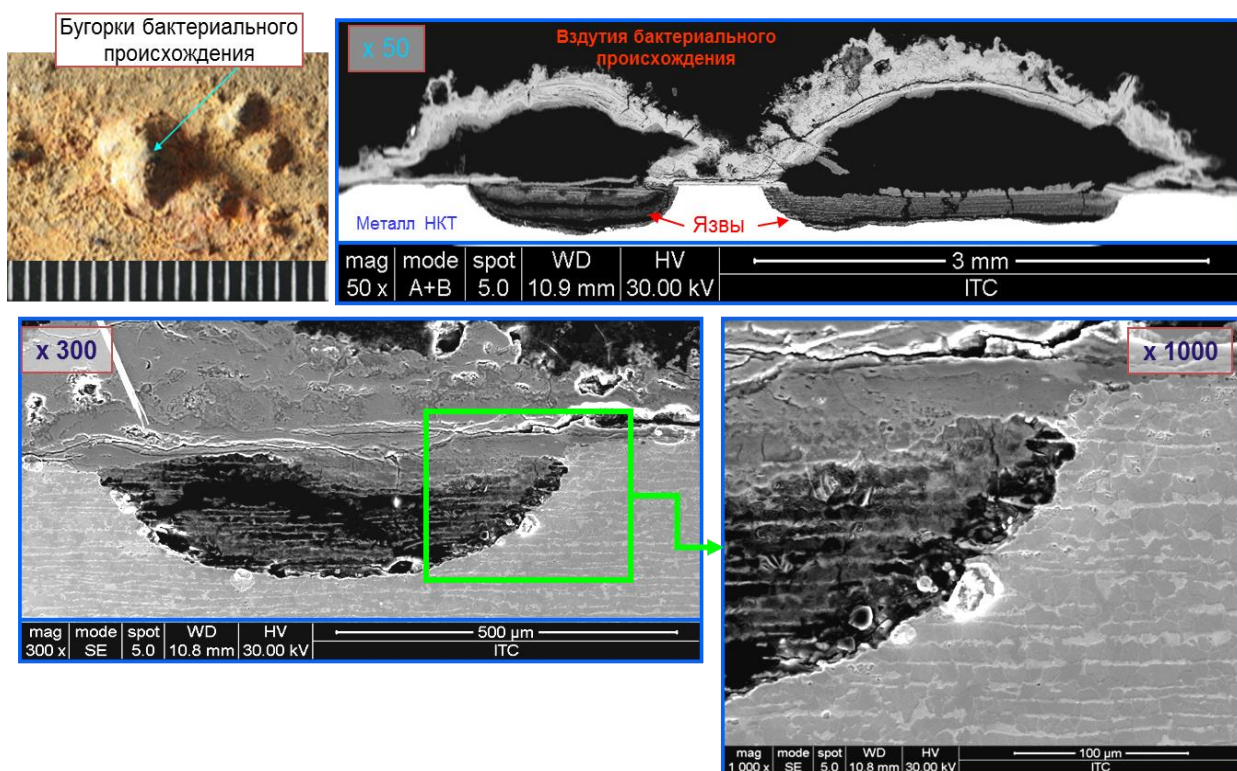 Бугорки бактериального
происхождения
x 50
Вздутия бактериального
происхождения
Металл НКТ
Язвы
mag mode spot WD HV 3 mm
50 x A+B 5.0 10.9 mm 30.00 kV ITC
x 300
mag mode spot WD HV 500 µm
300 x SE 5.0 10.8 mm 30.00 kV ITC
x 1000
mag mode spot WD HV 100 µm
1 000 x SE 5.0 10.8 mm 30.00 kV ITC